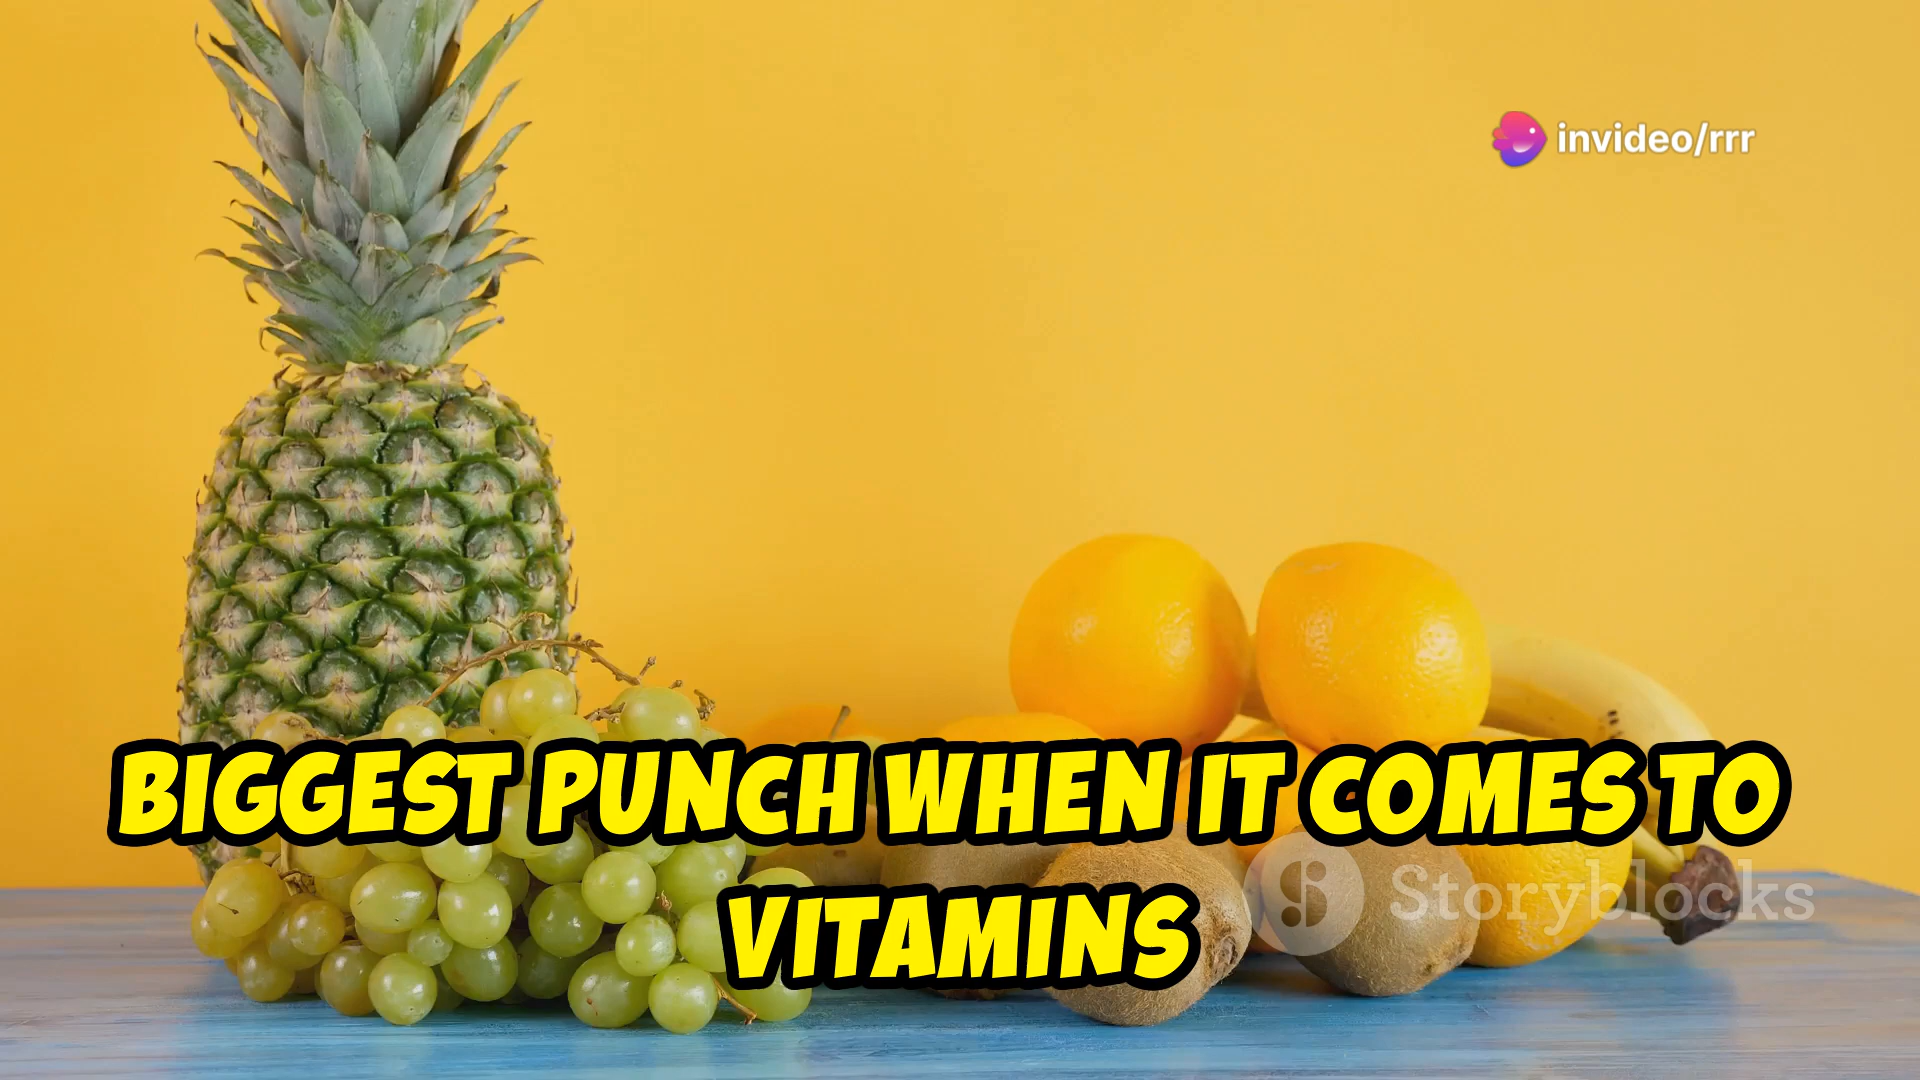 invideo/rrr
BIGGEST PUNCH WHEN IT COMES TO
VITAMINS
Storyblocks